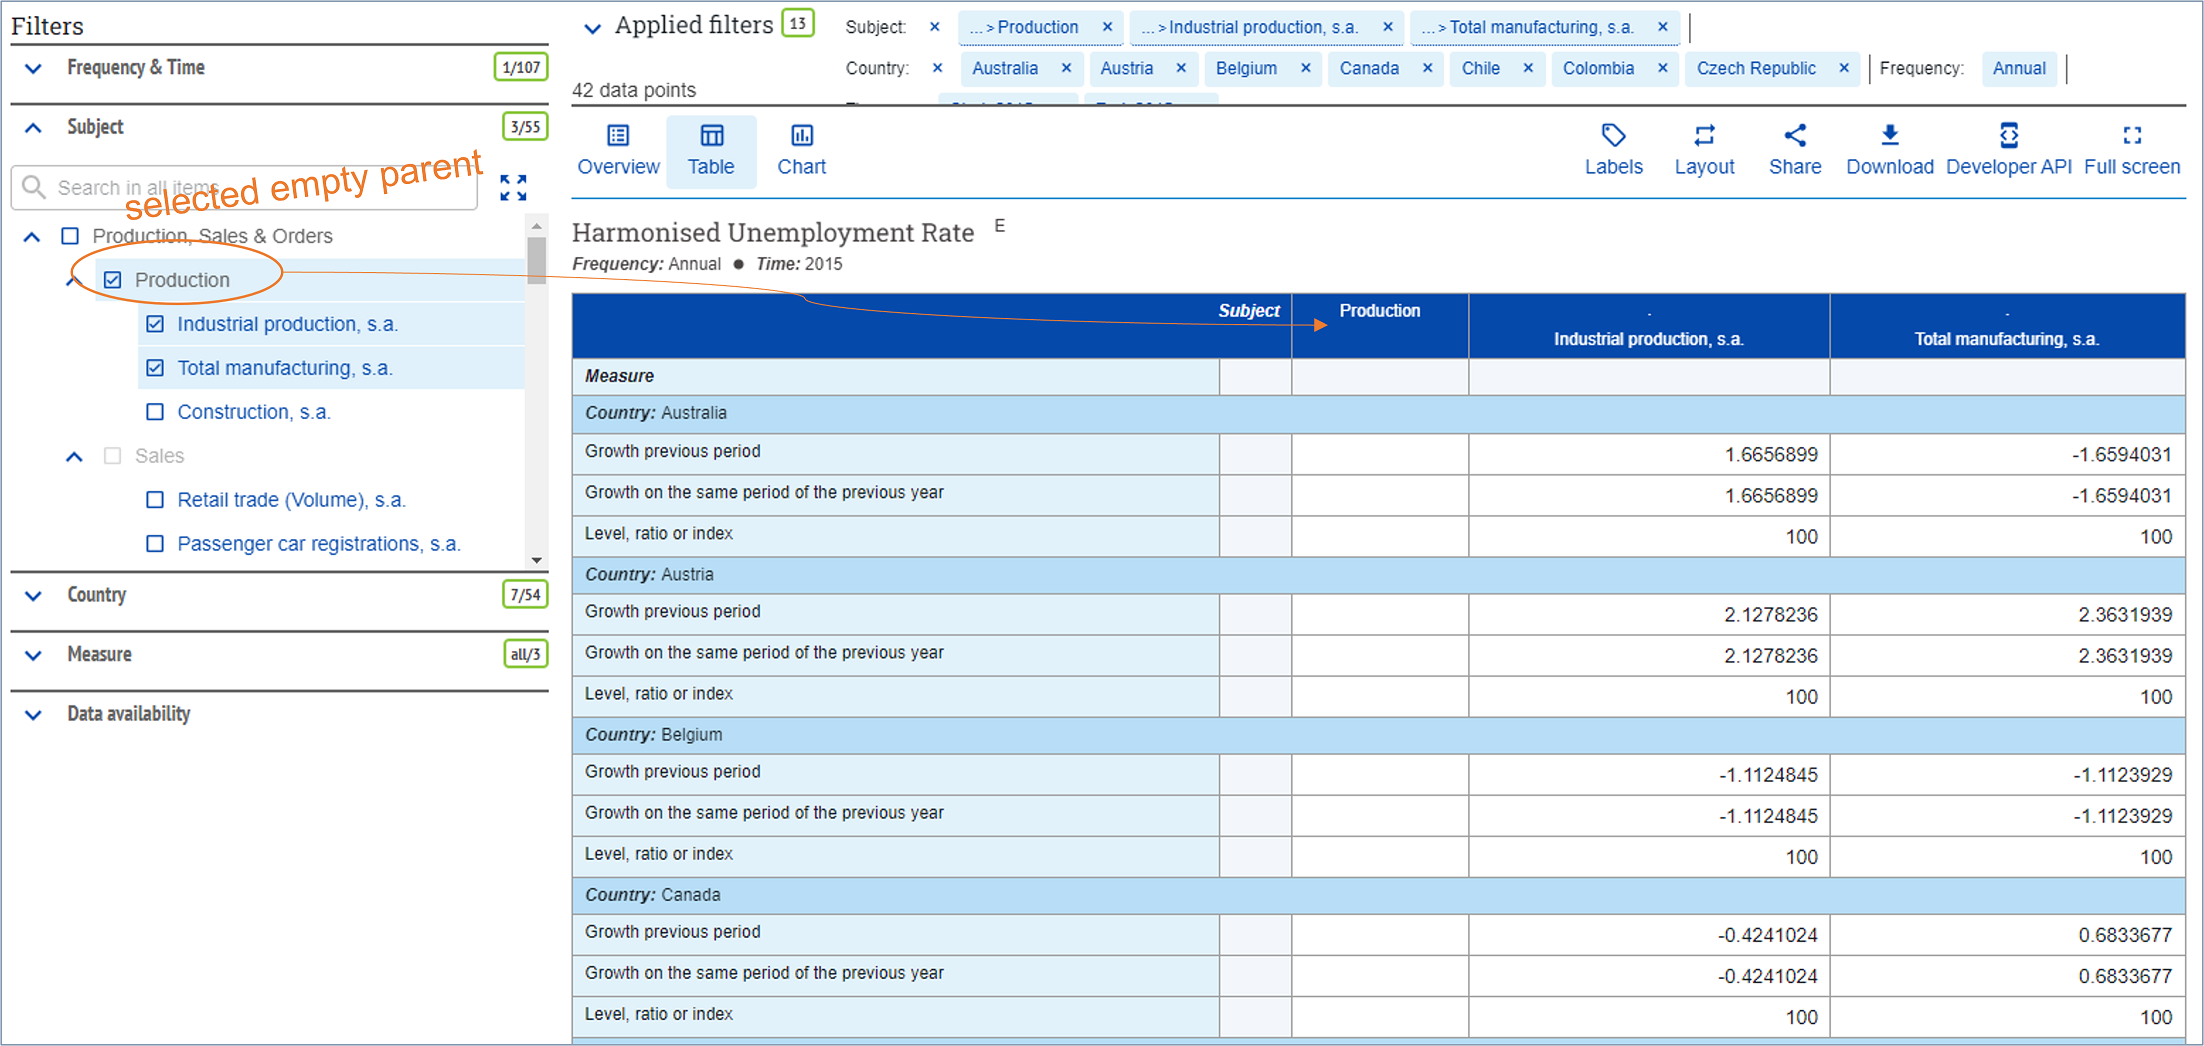 Filters
Frequency & Time 1/107
Subject 3/55
Search in all items
selected empty parent
Production, Sales & Orders
Production
Industrial production, s.a.
Total manufacturing, s.a.
Construction, s.a.
Sales
Retail trade (Volume), s.a.
Passenger car registrations, s.a.
Country 7/54
Measure all/3
Data availability
Applied filters 13
42 data points
Subject: × ... > Production × ... > Industrial production, s.a. × ... > Total manufacturing, s.a. ×
Country: × Australia × Austria × Belgium × Canada × Chile × Colombia × Czech Republic × Frequency: Annual
Overview Table Chart Labels Layout Share Download Developer API Full screen
Harmonised Unemployment Rate E
Frequency: Annual ● Time: 2015
Subject Production · ·
Industrial production, s.a. Total manufacturing, s.a.
Measure
Country: Australia
Growth previous period 1.6656899 -1.6594031
Growth on the same period of the previous year 1.6656899 -1.6594031
Level, ratio or index 100 100
Country: Austria
Growth previous period 2.1278236 2.3631939
Growth on the same period of the previous year 2.1278236 2.3631939
Level, ratio or index 100 100
Country: Belgium
Growth previous period -1.1124845 -1.1123929
Growth on the same period of the previous year -1.1124845 -1.1123929
Level, ratio or index 100 100
Country: Canada
Growth previous period -0.4241024 0.6833677
Growth on the same period of the previous year -0.4241024 0.6833677
Level, ratio or index 100 100